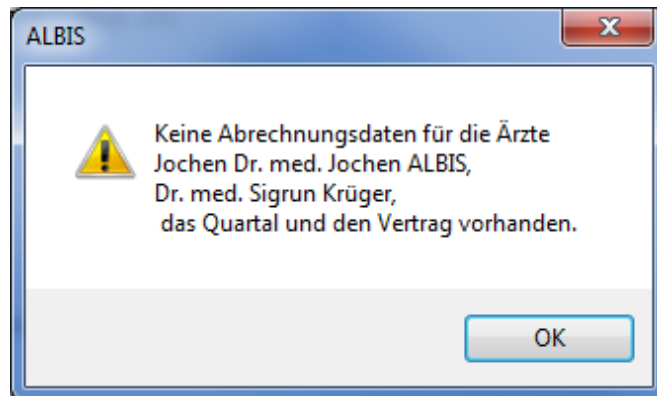 ALBIS
Keine Abrechnungsdaten für die Ärzte
Jochen Dr. med. Jochen ALBIS,
Dr. med. Sigrun Krüger,
das Quartal und den Vertrag vorhanden.
OK